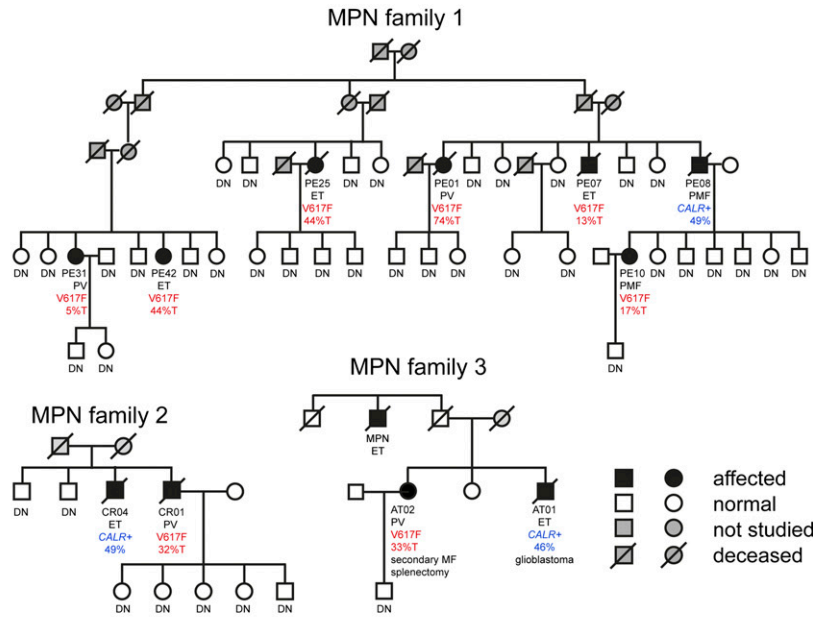 MPN family 1
DN DN PE25 DN DN PE01 DN DN DN PE07 DN DN PE08
ET PV ET PMF
V617F V617F V617F CALR+
44%T 74%T 13%T 49%
DN DN PE31 DN DN PE42 DN DN DN DN DN DN DN DN DN DN DN PE10 DN DN DN DN DN DN
PV ET PMF
V617F V617F V617F
5%T 44%T 17%T
DN DN DN
MPN family 2
DN DN CR04 CR01
ET PV
CALR+ V617F
49% 32%T
DN DN DN DN DN
MPN family 3
MPN
ET
AT02 AT01
PV ET
V617F CALR+
33%T 46%
secondary MF glioblastoma
splenectomy
DN
affected
normal
not studied
deceased